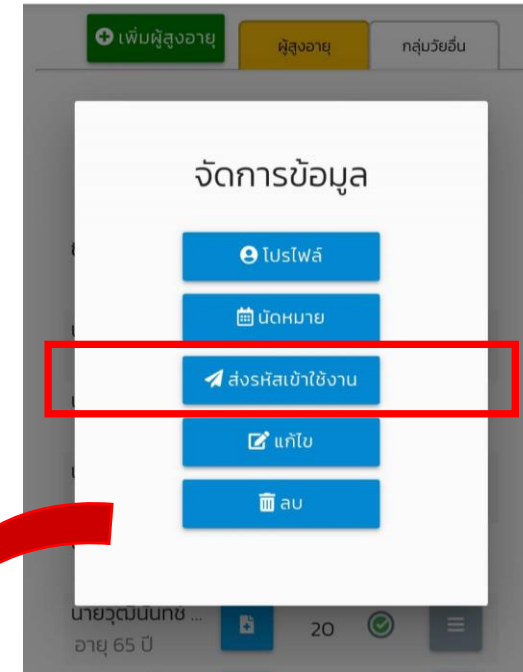 เพิ่มผู้สูงอายุ ผู้สูงอายุ กลุ่มวัยอื่น
จัดการข้อมูล
โปรไฟล์
นัดหมาย
ส่งรหัสเข้าใช้งาน
แก้ไข
ลบ
20
อายุ 65 ปี